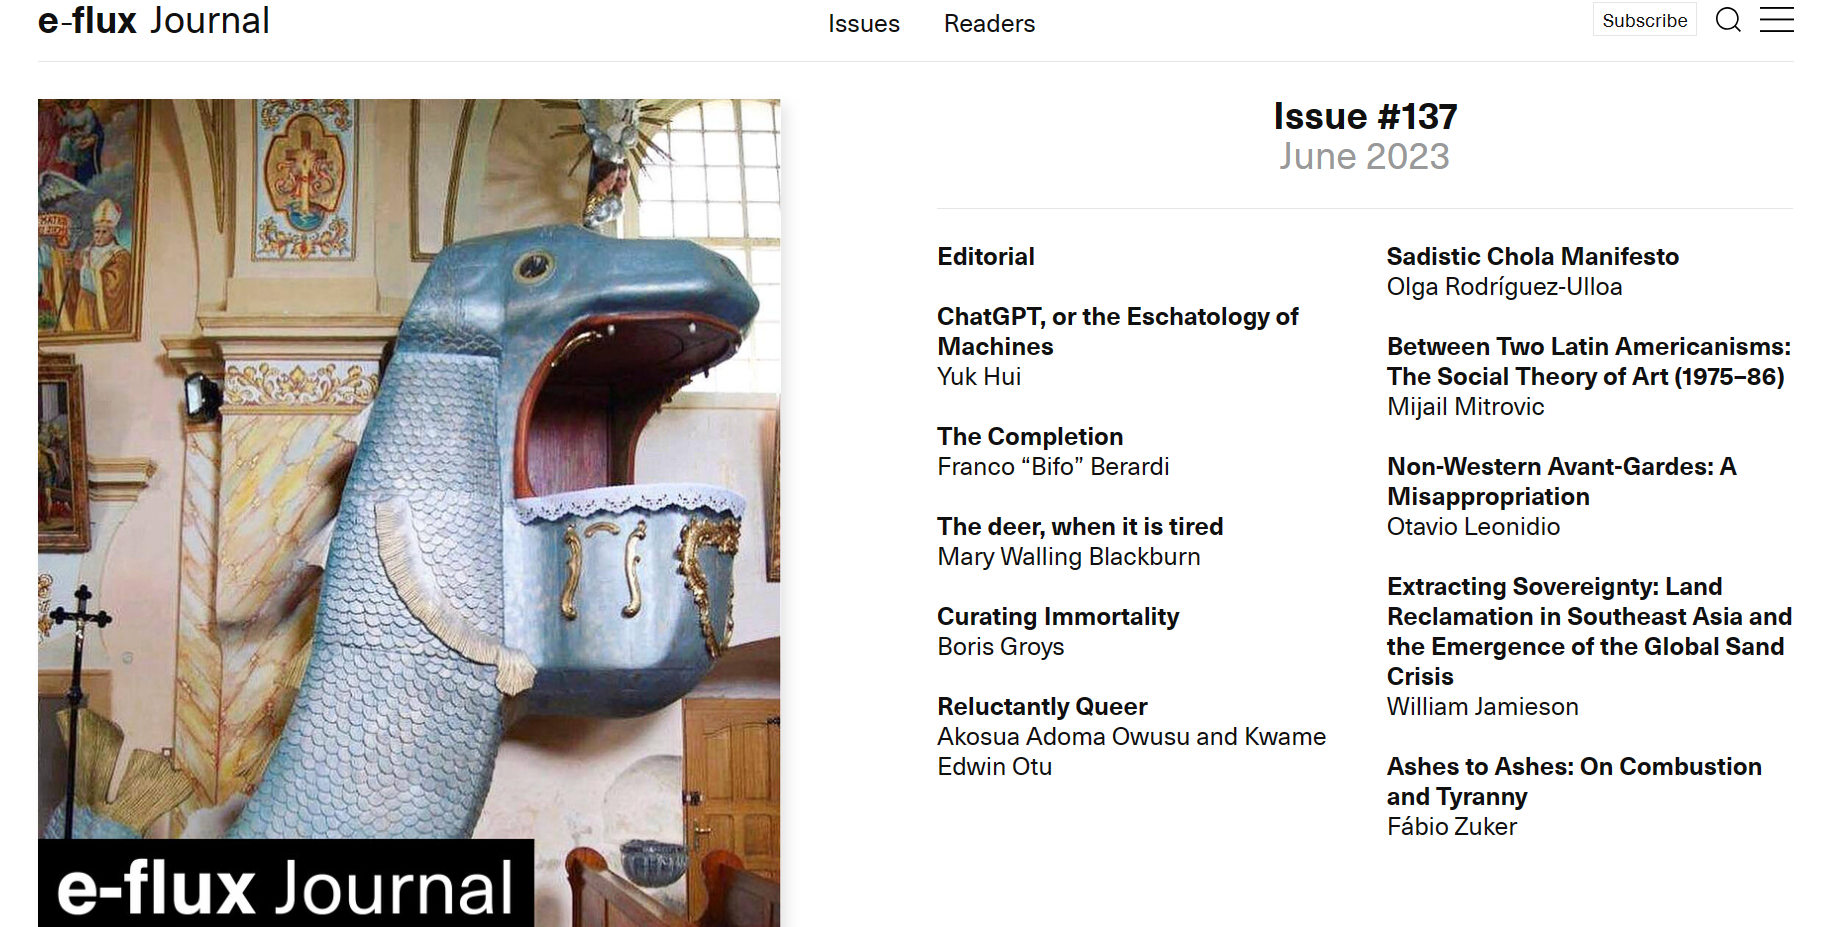 e-flux Journal
Issues
Readers
Subscribe
Issue #137
June 2023
Editorial
ChatGPT, or the Eschatology of
Machines
Yuk Hui
The Completion
Franco “Bifo” Berardi
The deer, when it is tired
Mary Walling Blackburn
Curating Immortality
Boris Groys
Reluctantly Queer
Akosua Adoma Owusu and Kwame
Edwin Otu
Sadistic Chola Manifesto
Olga Rodríguez-Ulloa
Between Two Latin Americanisms:
The Social Theory of Art (1975–86)
Mijail Mitrovic
Non-Western Avant-Gardes: A
Misappropriation
Otavio Leonidio
Extracting Sovereignty: Land
Reclamation in Southeast Asia and
the Emergence of the Global Sand
Crisis
William Jamieson
Ashes to Ashes: On Combustion
and Tyranny
Fábio Zuker
e-flux Journal